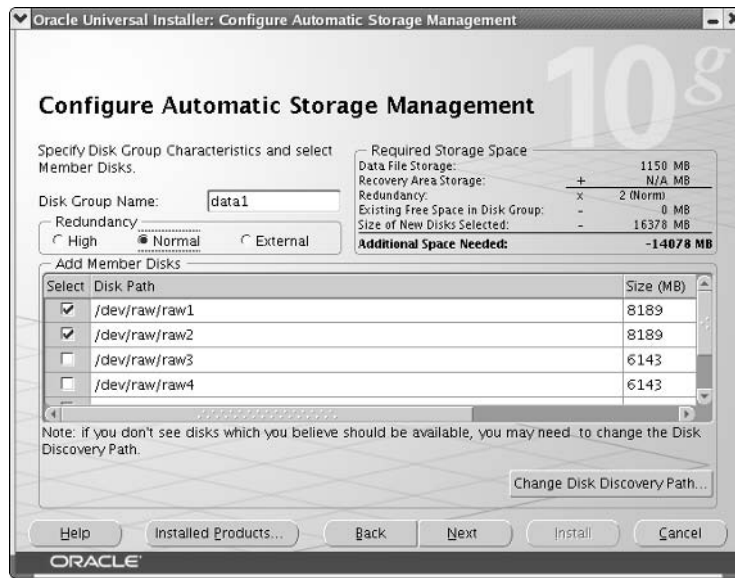 Oracle Universal Installer: Configure Automatic Storage Management
10g
Configure Automatic Storage Management
Specify Disk Group Characteristics and select
Member Disks.
Disk Group Name: data1
Redundancy
High Normal External
Required Storage Space
Data File Storage: 1150 MB
Recovery Area Storage: + N/A MB
Redundancy: x 2 (Norm)
Existing Free Space in Disk Group: - 0 MB
Size of New Disks Selected: - 16378 MB
Additional Space Needed: -14078 MB
Add Member Disks
Select Disk Path Size (MB)
/dev/raw/raw1 8189
/dev/raw/raw2 8189
/dev/raw/raw3 6143
/dev/raw/raw4 6143
Note: if you don't see disks which you believe should be available, you may need to change the Disk
Discovery Path.
Change Disk Discovery Path...
Help Installed Products... Back Next Install Cancel
ORACLE